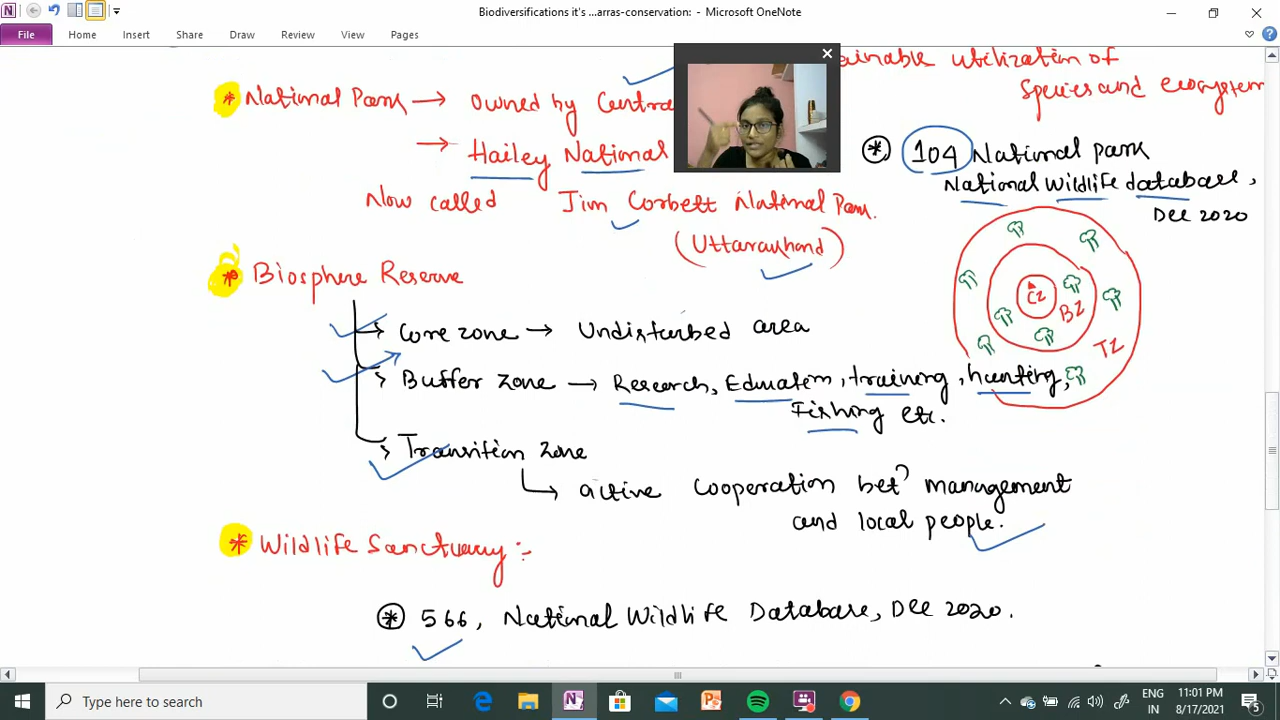 Biodiversifications it's ...arras-conservation: - Microsoft OneNote
File Home Insert Share Draw Review View Pages
ainable utilization of
Species and ecosystem
* National Park → owned by Centra
→ Hailey National
Now called Jim Corbett National Park.
(Uttarakhand)
* 104 National park
National wildlife database,
Dec 2020
CZ
BZ
TZ
* Biosphere Reserve
Core zone → Undisturbed area
Buffer zone → Research, Education, training, hunting,
Fishing etc.
Transition zone
active cooperation betn management
and local people.
* Wildlife Sanctuary :-
* 566, National Wildlife Database, Dec 2020.
Type here to search
ENG
IN
11:01 PM
8/17/2021
5